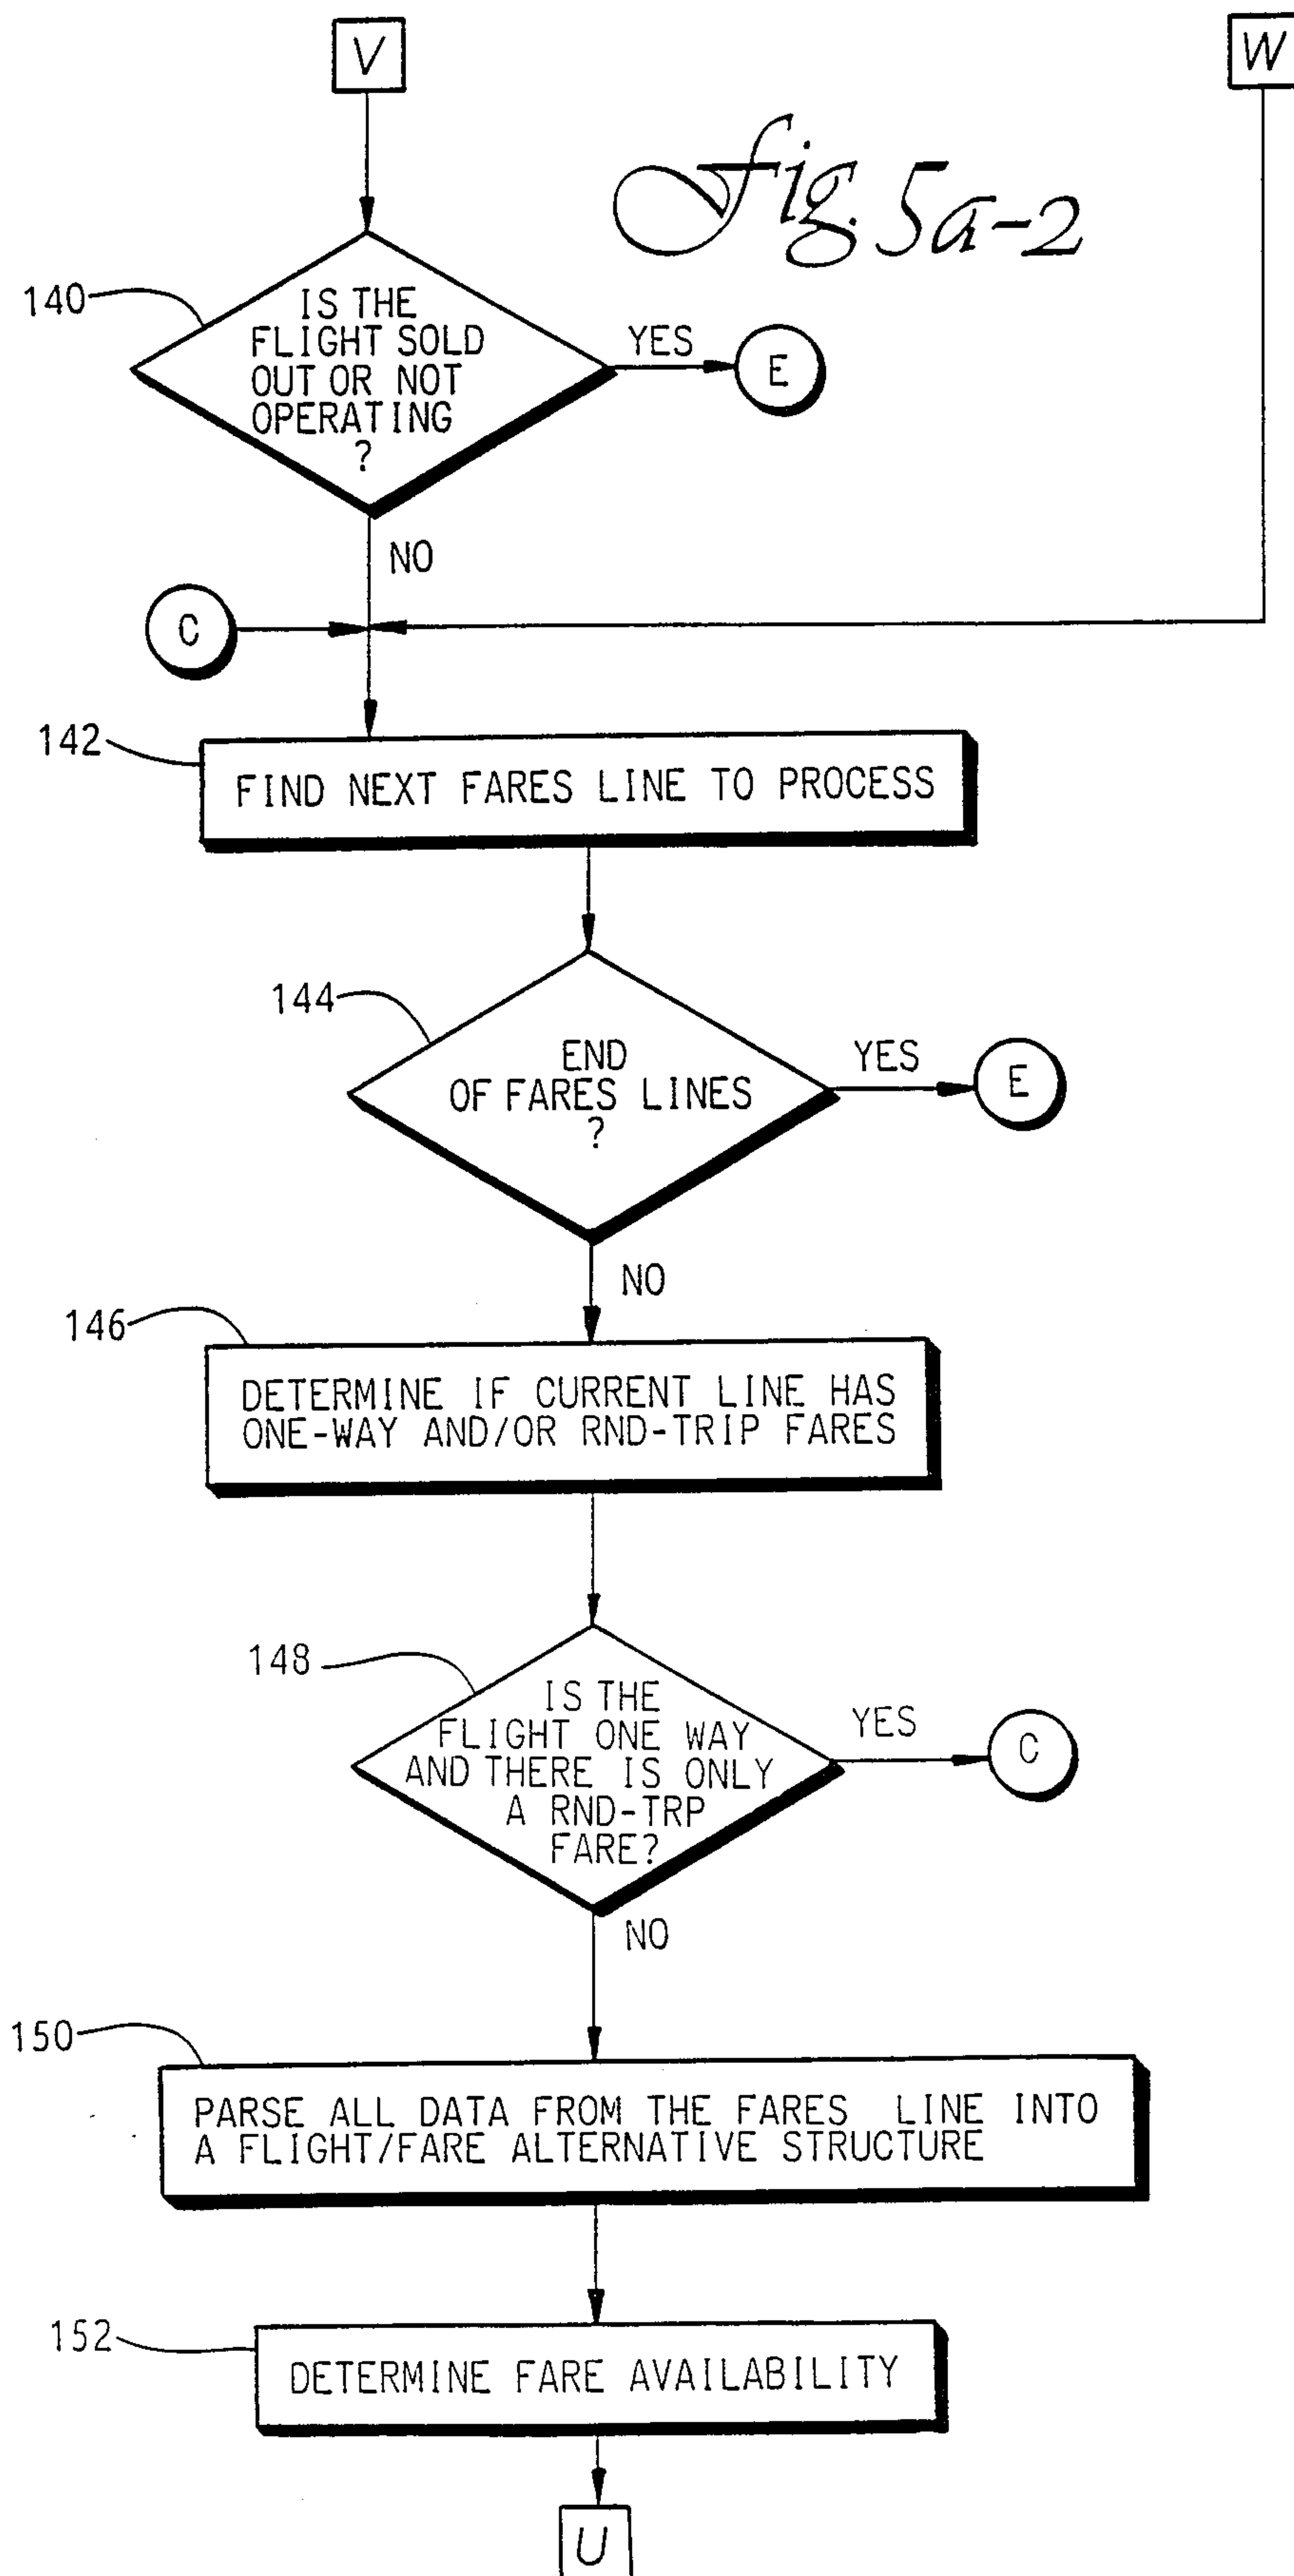 V
W
Fig. 5a-2
140
IS THE
FLIGHT SOLD
OUT OR NOT
OPERATING
?
YES
E
NO
C
142
FIND NEXT FARES LINE TO PROCESS
144
END
OF FARES LINES
?
YES
E
NO
146
DETERMINE IF CURRENT LINE HAS
ONE-WAY AND/OR RND-TRIP FARES
148
IS THE
FLIGHT ONE WAY
AND THERE IS ONLY
A RND-TRP
FARE?
YES
C
NO
150
PARSE ALL DATA FROM THE FARES LINE INTO
A FLIGHT/FARE ALTERNATIVE STRUCTURE
152
DETERMINE FARE AVAILABILITY
U